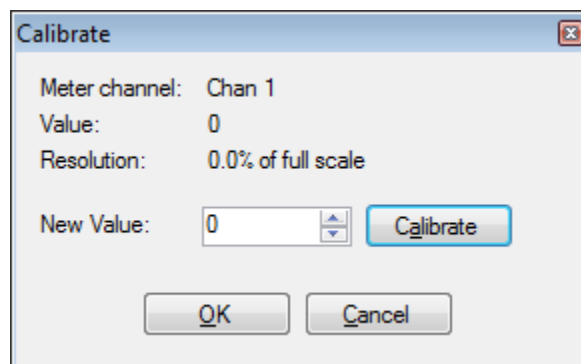 Calibrate
Meter channel: Chan 1
Value: 0
Resolution: 0.0% of full scale
New Value: 0 Calibrate
OK Cancel